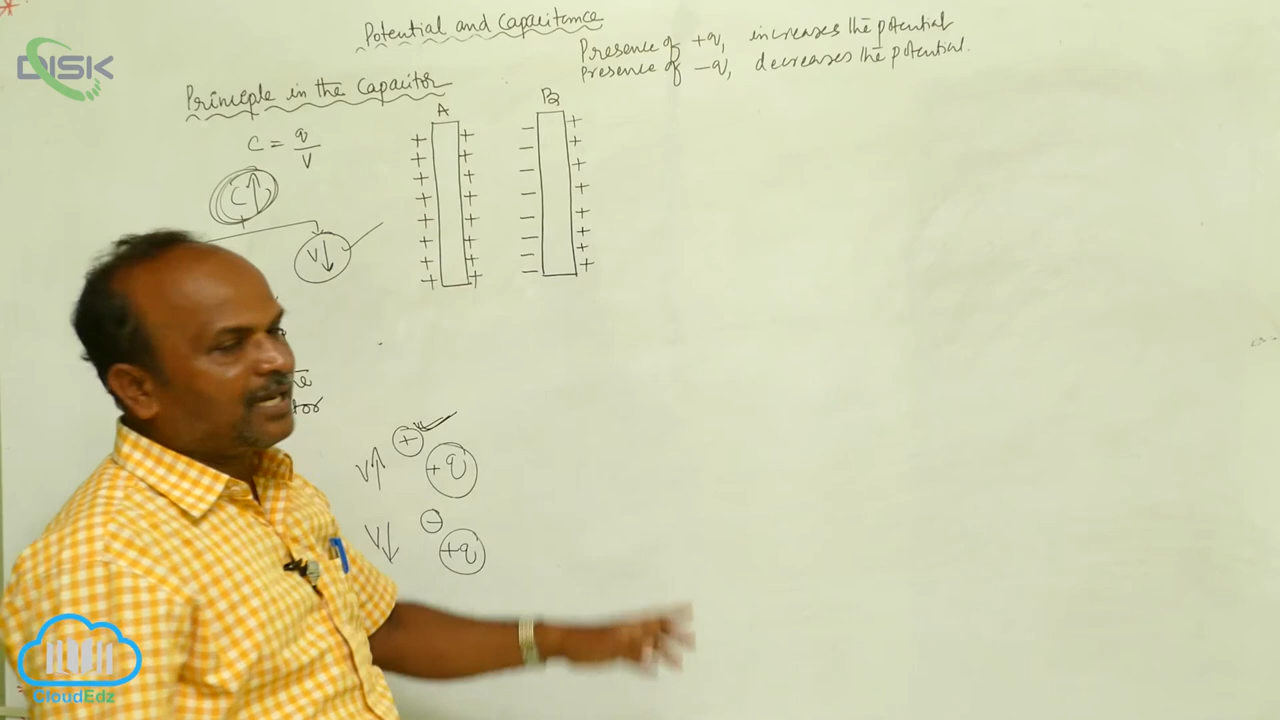 Potential and Capacitance
Presence of +q, increases the potential
Presence of -q, decreases the potential.
DISK
Principle in the Capacitor
A
B
C = q/V
C↑
V↓
+ + + + + + + +
+ + + + + + + +
- - - - - - - -
+ + + + + + + +
V↑
+
+q
V↓
-
+q
CloudEdz